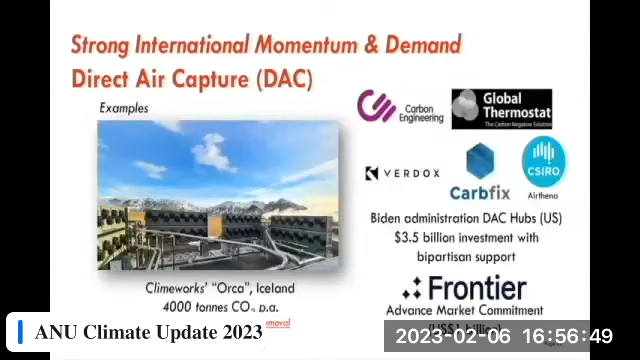 Strong International Momentum & Demand
Direct Air Capture (DAC)
Examples
Carbon
Engineering
Global
Thermostat
The Carbon Negative Solution
VERDOX
Carbfix
CSIRO
Airthena
Biden administration DAC Hubs (US)
$3.5 billion investment with
bipartisan support
Climeworks' "Orca", Iceland
4000 tonnes CO₂ p.a.
Frontier
Advance Market Commitment
ANU Climate Update 2023
2023-02-06 16:56:49